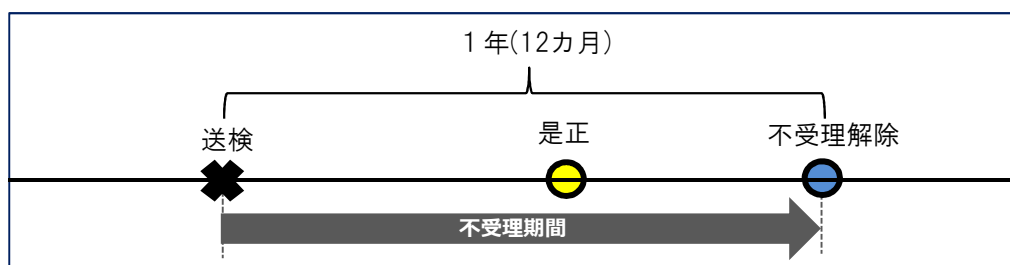 １年(12カ月)
送検
是正
不受理解除
不受理期間